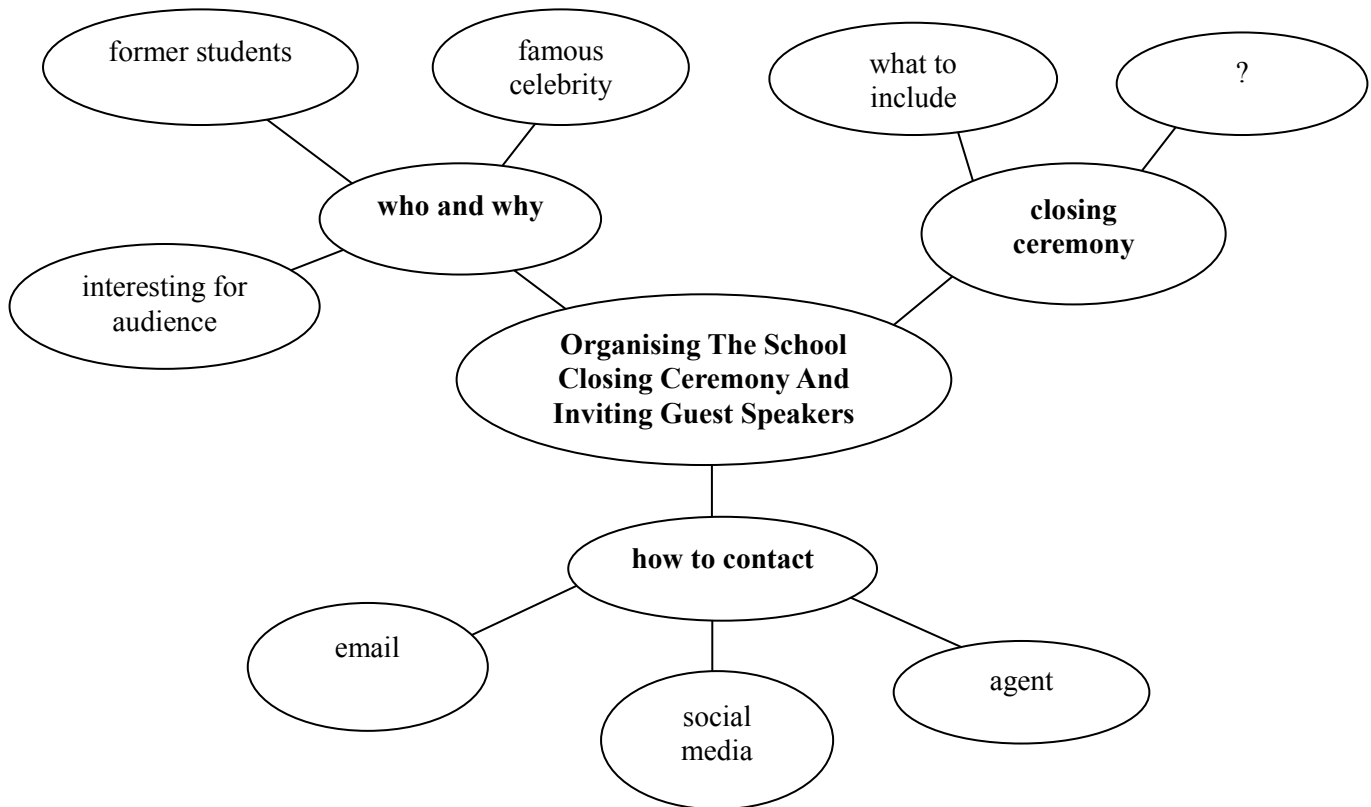 former students
famous
celebrity
what to
include
?
who and why
closing
ceremony
interesting for
audience
Organising The School
Closing Ceremony And
Inviting Guest Speakers
how to contact
email
social
media
agent